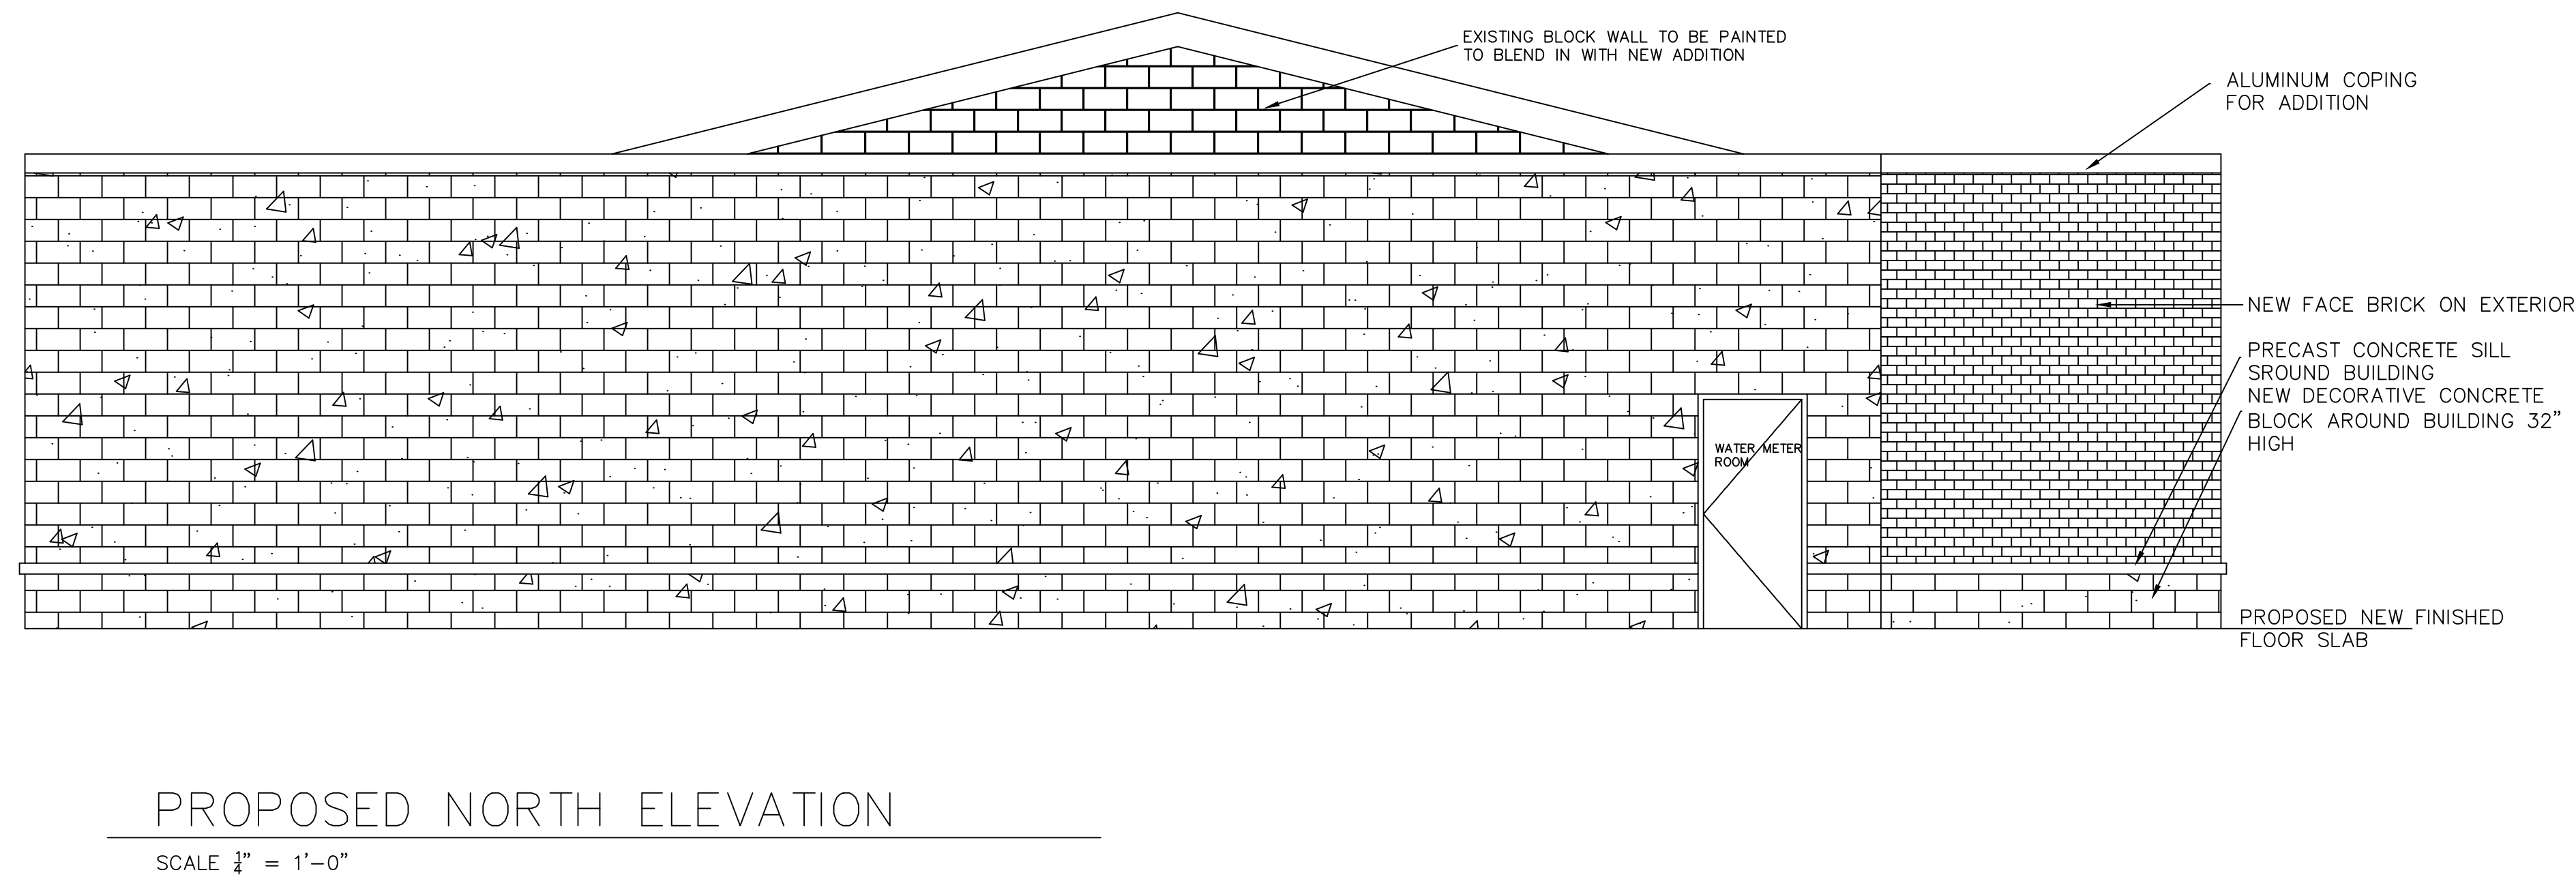 EXISTING BLOCK WALL TO BE PAINTED
TO BLEND IN WITH NEW ADDITION
ALUMINUM COPING
FOR ADDITION
NEW FACE BRICK ON EXTERIOR
PRECAST CONCRETE SILL
SROUND BUILDING
NEW DECORATIVE CONCRETE
BLOCK AROUND BUILDING 32"
HIGH
WATER METER
ROOM
PROPOSED NEW FINISHED
FLOOR SLAB
PROPOSED NORTH ELEVATION
SCALE ¼" = 1'-0"